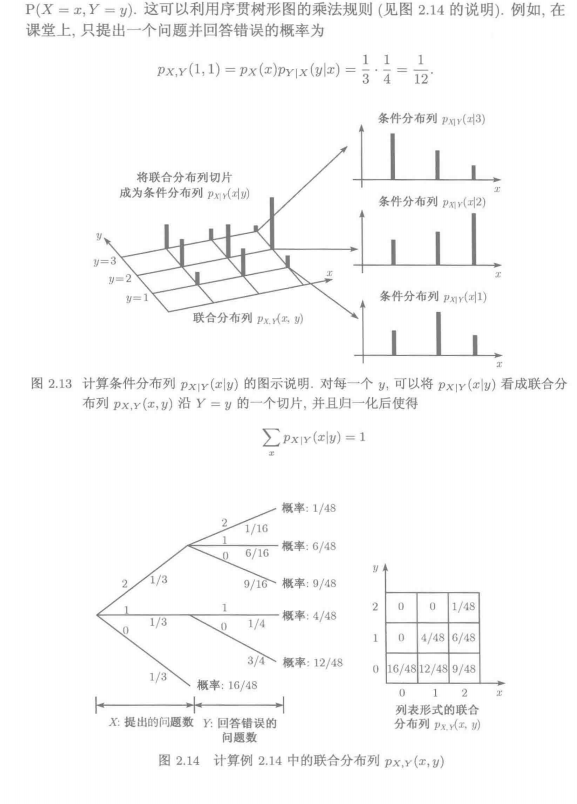 P(X = x, Y = y). 这可以利用序贯树形图的乘法规则 (见图 2.14 的说明). 例如, 在
课堂上, 只提出一个问题并回答错误的概率为
p_{X,Y}(1, 1) = p_X(x)p_{Y|X}(y|x) = 1/3 · 1/4 = 1/12.
条件分布列 p_{X|Y}(x|3)
x
将联合分布列切片
成为条件分布列 p_{X|Y}(x|y)
条件分布列 p_{X|Y}(x|2)
x
y
y=3
y=2
y=1
x
联合分布列 p_{X,Y}(x, y)
条件分布列 p_{X|Y}(x|1)
x
图 2.13 计算条件分布列 p_{X|Y}(x|y) 的图示说明. 对每一个 y, 可以将 p_{X|Y}(x|y) 看成联合分
布列 p_{X,Y}(x, y) 沿 Y = y 的一个切片, 并且归一化后使得
∑_x p_{X|Y}(x|y) = 1
2
1/16
概率: 1/48
1
6/16
概率: 6/48
0
9/16
概率: 9/48
2
1/3
1
1/3
0
1/3
1
1/4
概率: 4/48
0
3/4
概率: 12/48
概率: 16/48
X: 提出的问题数
Y: 回答错误的
问题数
y
2 0 0 1/48
1 0 4/48 6/48
0 16/48 12/48 9/48
0 1 2 x
列表形式的联合
分布列 p_{X,Y}(x, y)
图 2.14 计算例 2.14 中的联合分布列 p_{X,Y}(x, y)